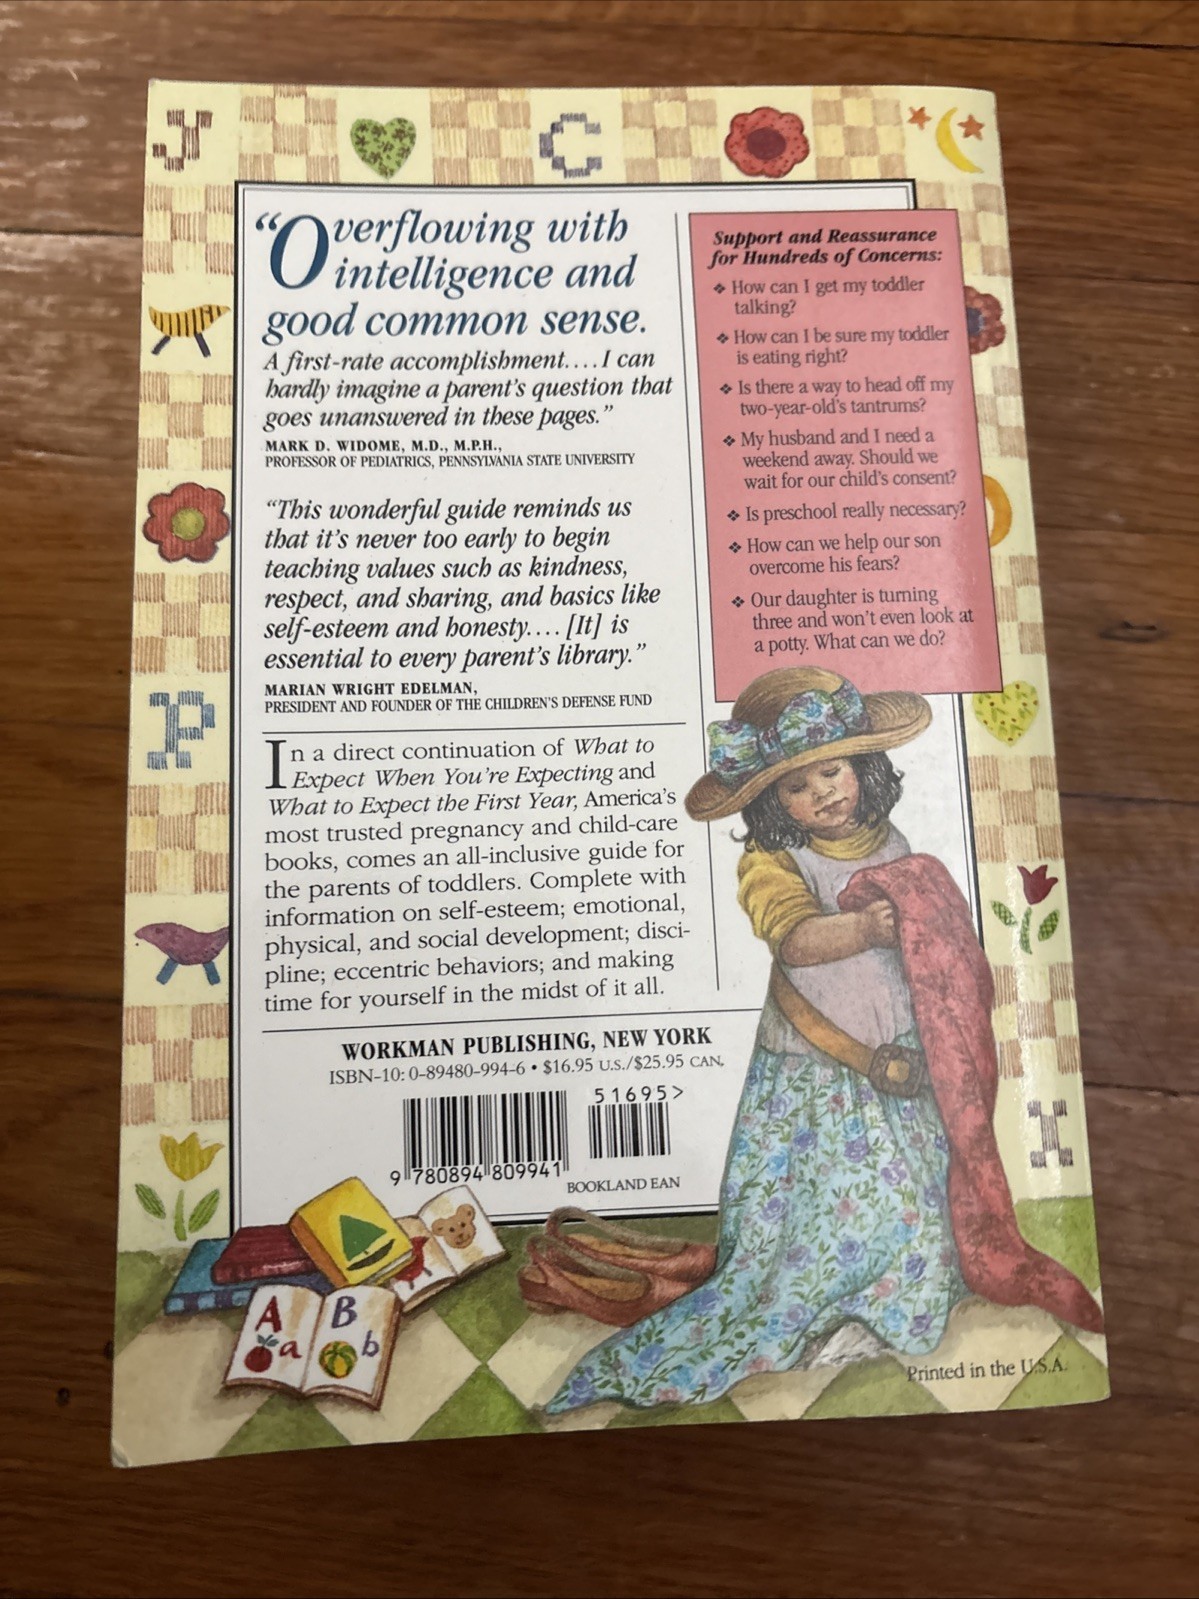 J
C
"Overflowing with
intelligence and
good common sense.
A first-rate accomplishment....I can
hardly imagine a parent's question that
goes unanswered in these pages."
MARK D. WIDOME, M.D., M.P.H.,
PROFESSOR OF PEDIATRICS, PENNSYLVANIA STATE UNIVERSITY
"This wonderful guide reminds us
that it's never too early to begin
teaching values such as kindness,
respect, and sharing, and basics like
self-esteem and honesty.... [It] is
essential to every parent's library."
MARIAN WRIGHT EDELMAN,
PRESIDENT AND FOUNDER OF THE CHILDREN'S DEFENSE FUND
P
In a direct continuation of What to
Expect When You're Expecting and
What to Expect the First Year, America's
most trusted pregnancy and child-care
books, comes an all-inclusive guide for
the parents of toddlers. Complete with
information on self-esteem; emotional,
physical, and social development; disci-
pline; eccentric behaviors; and making
time for yourself in the midst of it all.
Support and Reassurance
for Hundreds of Concerns:
❖ How can I get my toddler
talking?
❖ How can I be sure my toddler
is eating right?
❖ Is there a way to head off my
two-year-old's tantrums?
❖ My husband and I need a
weekend away. Should we
wait for our child's consent?
❖ Is preschool really necessary?
❖ How can we help our son
overcome his fears?
❖ Our daughter is turning
three and won't even look at
a potty. What can we do?
WORKMAN PUBLISHING, NEW YORK
ISBN-10: 0-89480-994-6 • $16.95 U.S./$25.95 CAN.
51695>
9 780894 809941
BOOKLAND EAN
I
A a B b
Printed in the U.S.A.